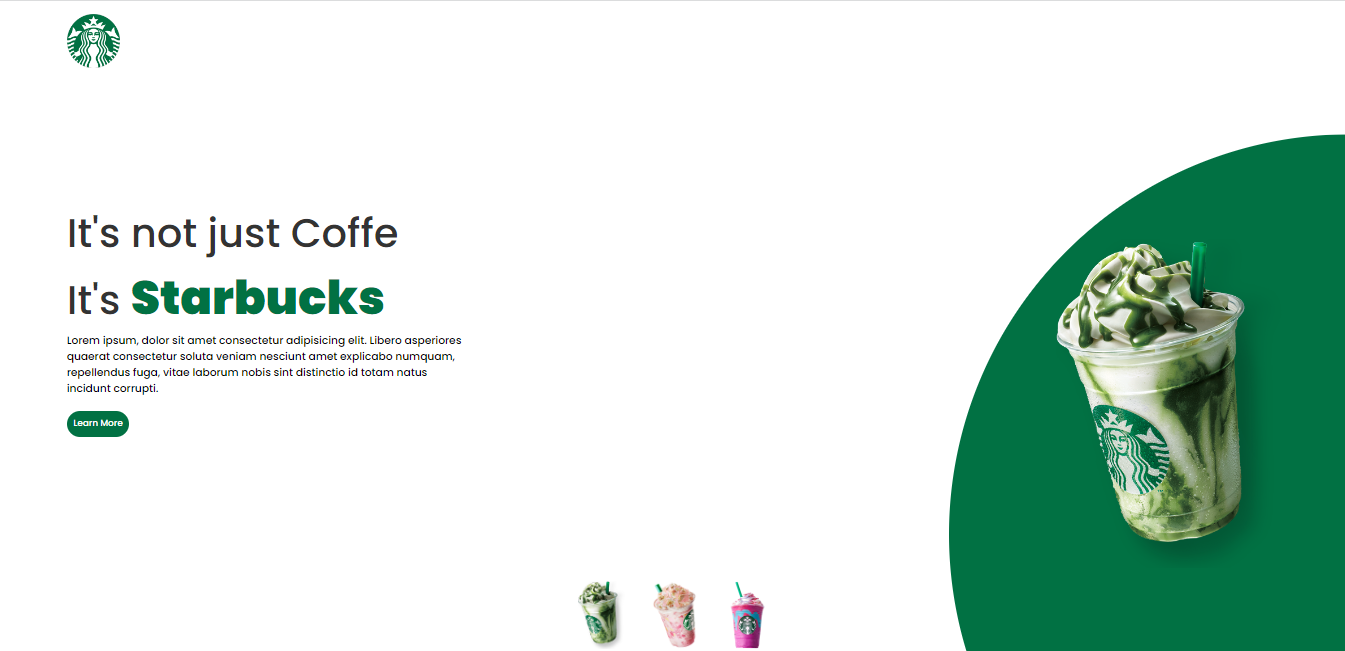 It's not just Coffe
It's Starbucks
Lorem ipsum, dolor sit amet consectetur adipisicing elit. Libero asperiores
quaerat consectetur soluta veniam nesciunt amet explicabo numquam,
repellendus fuga, vitae laborum nobis sint distinctio id totam natus
incidunt corrupti.
Learn More